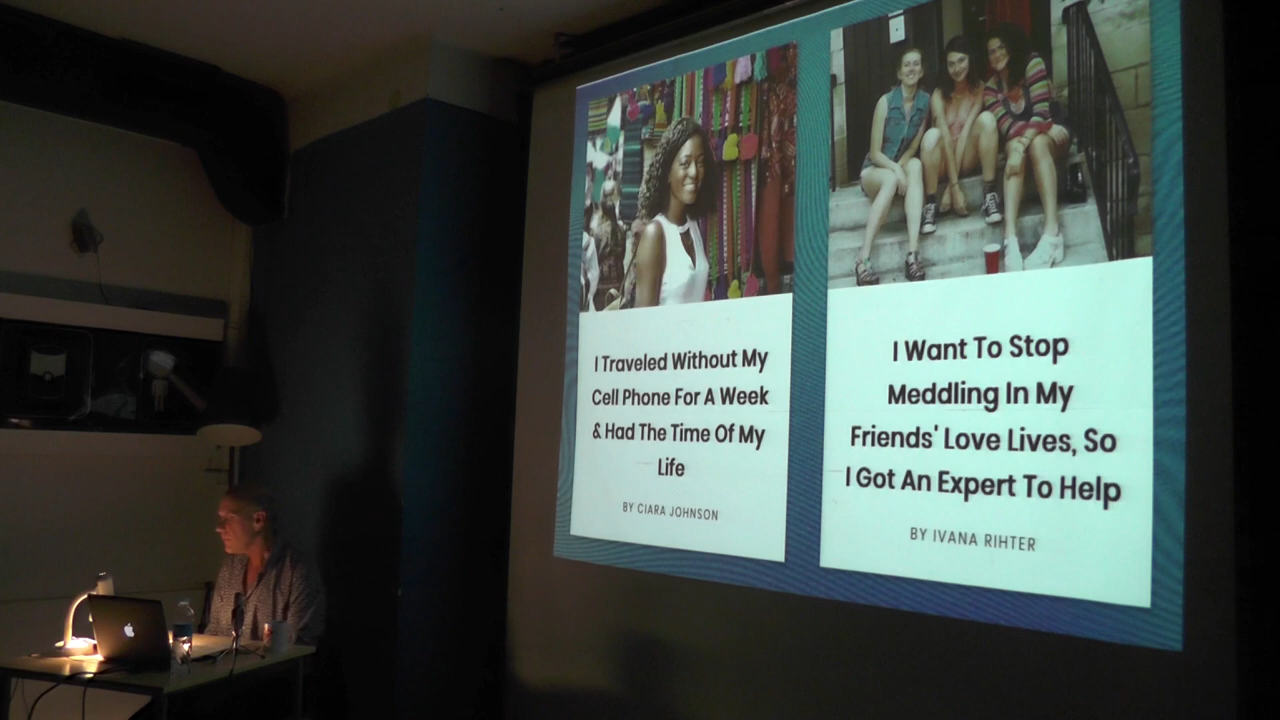 I Traveled Without My
Cell Phone For A Week
& Had The Time Of My
Life
BY CIARA JOHNSON
I Want To Stop
Meddling In My
Friends' Love Lives, So
I Got An Expert To Help
BY IVANA RIHTER